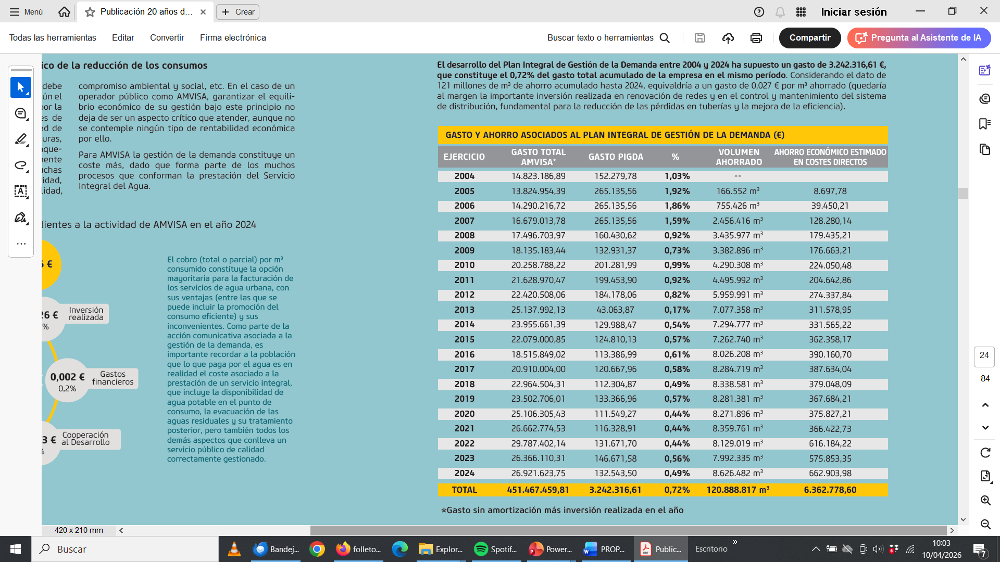 Menú
Publicación 20 años d...
Crear
Iniciar sesión
Todas las herramientas
Editar
Convertir
Firma electrónica
Buscar texto o herramientas
Compartir
Pregunta al Asistente de IA
ico de la reducción de los consumos
debe
ún el
por la
es de
ad de
uras,
aque-
mente
uchas
ridad,
lidad,
compromiso ambiental y social, etc. En el caso de un
operador público como AMVISA, garantizar el equili-
brio económico de su gestión bajo este principio no
deja de ser un aspecto crítico que atender, aunque no
se contemple ningún tipo de rentabilidad económica
por ello.
Para AMVISA la gestión de la demanda constituye un
coste más, dado que forma parte de los muchos
procesos que conforman la prestación del Servicio
Integral del Agua.
dientes a la actividad de AMVISA en el año 2024
€
26 €
%
Inversión
realizada
0,002 €
0,2%
Gastos
financieros
3 €
%
Cooperación
al Desarrollo
El cobro (total o parcial) por m³
consumido constituye la opción
mayoritaria para la facturación de
los servicios de agua urbana, con
sus ventajas (entre las que se
puede incluir la promoción del
consumo eficiente) y sus
inconvenientes. Como parte de la
acción comunicativa asociada a la
gestión de la demanda, es
importante recordar a la población
que lo que paga por el agua es en
realidad el coste asociado a la
prestación de un servicio integral,
que incluye la disponibilidad de
agua potable en el punto de
consumo, la evacuación de las
aguas residuales y su tratamiento
posterior, pero también todos los
demás aspectos que conlleva un
servicio público de calidad
correctamente gestionado.
El desarrollo del Plan Integral de Gestión de la Demanda entre 2004 y 2024 ha supuesto un gasto de 3.242.316,61 €,
que constituye el 0,72% del gasto total acumulado de la empresa en el mismo período. Considerando el dato de
121 millones de m³ de ahorro acumulado hasta 2024, equivaldría a un gasto de 0,027 € por m³ ahorrado (quedaría
al margen la importante inversión realizada en renovación de redes y en el control y mantenimiento del sistema
de distribución, fundamental para la reducción de las pérdidas en tuberías y la mejora de la eficiencia).
GASTO Y AHORRO ASOCIADOS AL PLAN INTEGRAL DE GESTIÓN DE LA DEMANDA (€)
EJERCICIO GASTO TOTAL AMVISA* GASTO PIGDA % VOLUMEN AHORRADO AHORRO ECONÓMICO ESTIMADO EN COSTES DIRECTOS
2004 14.823.186,89 152.279,78 1,03% --
2005 13.824.954,39 265.135,56 1,92% 166.552 m³ 8.697,78
2006 14.290.216,72 265.135,56 1,86% 755.426 m³ 39.450,21
2007 16.679.013,78 265.135,56 1,59% 2.456.416 m³ 128.280,14
2008 17.496.703,97 160.430,62 0,92% 3.435.977 m³ 179.435,21
2009 18.135.183,44 132.931,37 0,73% 3.382.896 m³ 176.663,21
2010 20.258.788,22 201.281,99 0,99% 4.290.308 m³ 224.050,48
2011 21.628.970,47 199.453,90 0,92% 4.495.992 m³ 204.642,86
2012 22.420.508,06 184.178,06 0,82% 5.959.991 m³ 274.337,84
2013 25.137.992,13 43.063,87 0,17% 7.077.358 m³ 311.578,95
2014 23.955.661,39 129.988,47 0,54% 7.294.777 m³ 331.565,22
2015 22.079.000,85 124.810,13 0,57% 7.262.740 m³ 362.358,17
2016 18.515.849,02 113.386,99 0,61% 8.026.208 m³ 390.160,70
2017 20.910.004,00 120.667,96 0,58% 8.284.719 m³ 387.634,04
2018 22.964.504,31 112.304,87 0,49% 8.338.581 m³ 379.048,09
2019 23.502.706,01 133.366,96 0,57% 8.281.381 m³ 367.684,21
2020 25.106.305,43 111.549,27 0,44% 8.271.896 m³ 375.827,21
2021 26.662.774,53 116.328,91 0,44% 8.359.761 m³ 366.422,73
2022 29.787.402,14 131.671,70 0,44% 8.129.019 m³ 616.184,22
2023 26.366.110,31 146.671,58 0,56% 7.992.335 m³ 575.853,35
2024 26.921.623,75 132.543,50 0,49% 8.626.482 m³ 662.903,98
TOTAL 451.467.459,81 3.242.316,61 0,72% 120.888.817 m³ 6.362.778,60
*Gasto sin amortización más inversión realizada en el año
24
84
420 x 210 mm
Buscar
Bandej...
folleto...
Explor...
Spotif...
Power...
PROP...
Public...
Escritorio
10:03
10/04/2026
7